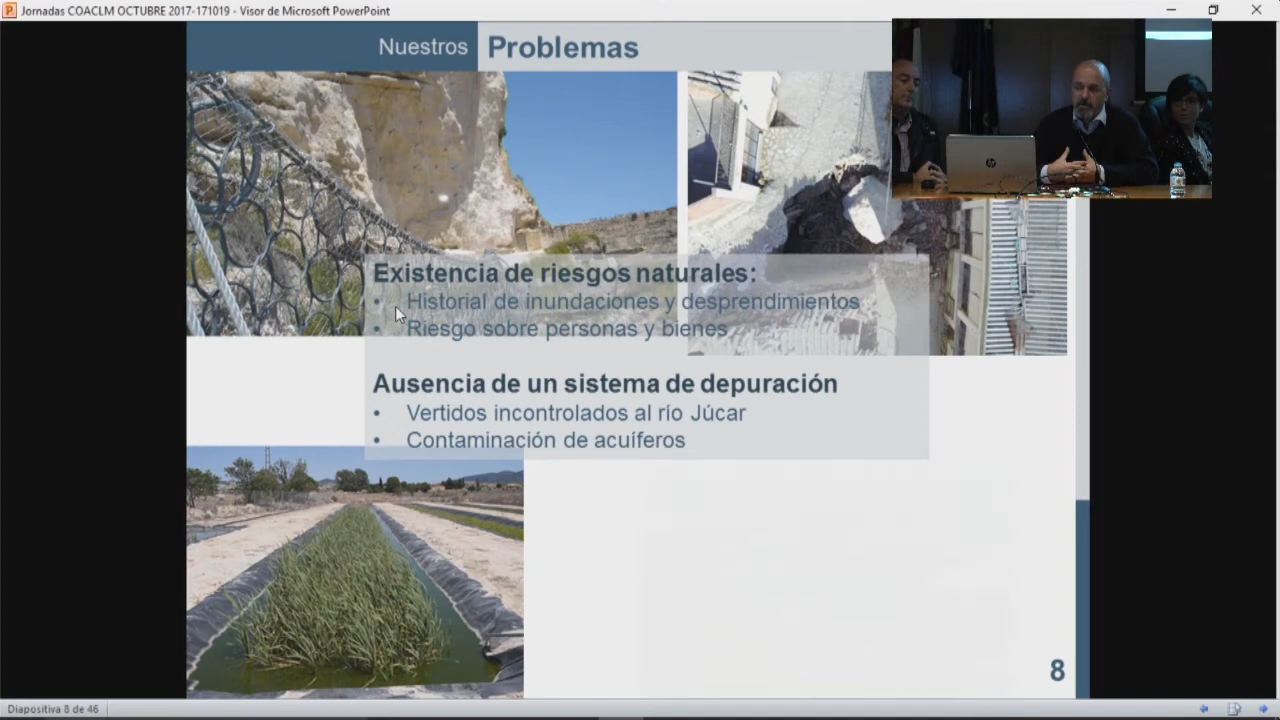 Jornadas COACLM OCTUBRE 2017-171019 - Visor de Microsoft PowerPoint
Nuestros Problemas
Existencia de riesgos naturales:
• Historial de inundaciones y desprendimientos
• Riesgo sobre personas y bienes
Ausencia de un sistema de depuración
• Vertidos incontrolados al río Júcar
• Contaminación de acuíferos
8
Diapositiva 8 de 46